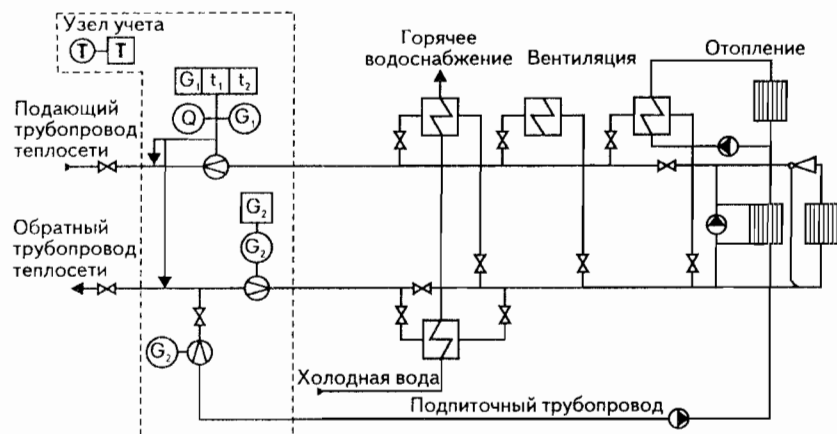 Узел учета
T T
G₁ t₁ t₂
Q G₁
Подающий
трубопровод
теплосети
G₂
G₂
Обратный
трубопровод
теплосети
G₂
Горячее
водоснабжение
Вентиляция
Отопление
Холодная вода
Подпиточный трубопровод